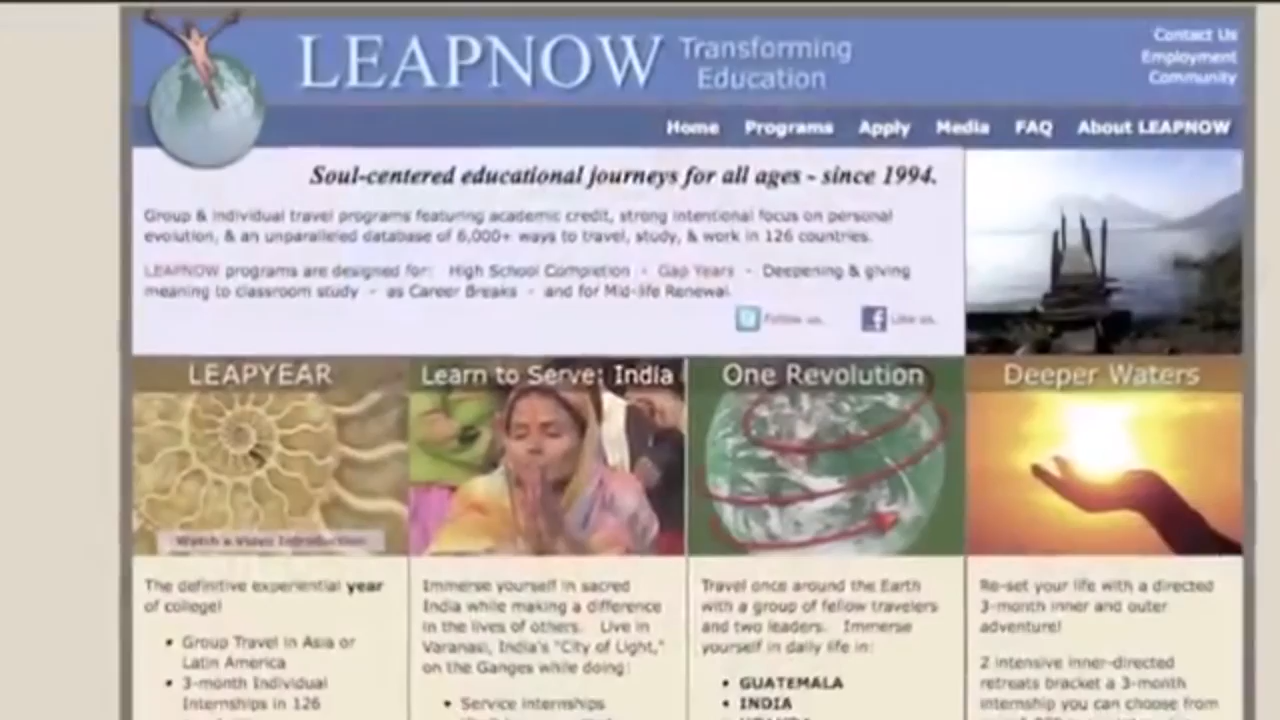 LEAPNOW
Transforming
Education
Contact Us
Employment
Community
Home Programs Apply Media FAQ About LEAPNOW
Soul-centered educational journeys for all ages - since 1994.
Group & individual travel programs featuring academic credit, strong intentional focus on personal
evolution, & an unparalleled database of 6,000+ ways to travel, study, & work in 126 countries.
LEAPNOW programs are designed for: High School Completion - Gap Years - Deepening & giving
meaning to classroom study - as Career Breaks - and for Mid-life Renewal.
Follow us. Like us.
LEAPYEAR
Watch a Video Introduction
The definitive experiential year
of college!
• Group Travel in Asia or
Latin America
• 3-month Individual
Internships in 126
Learn to Serve: India
Immerse yourself in sacred
India while making a difference
in the lives of others. Live in
Varanasi, India's "City of Light,"
on the Ganges while doing:
• Service internships
One Revolution
Travel once around the Earth
with a group of fellow travelers
and two leaders. Immerse
yourself in daily life in:
• GUATEMALA
• INDIA
Deeper Waters
Re-set your life with a directed
3-month inner and outer
adventure!
2 intensive inner-directed
retreats bracket a 3-month
internship you can choose from